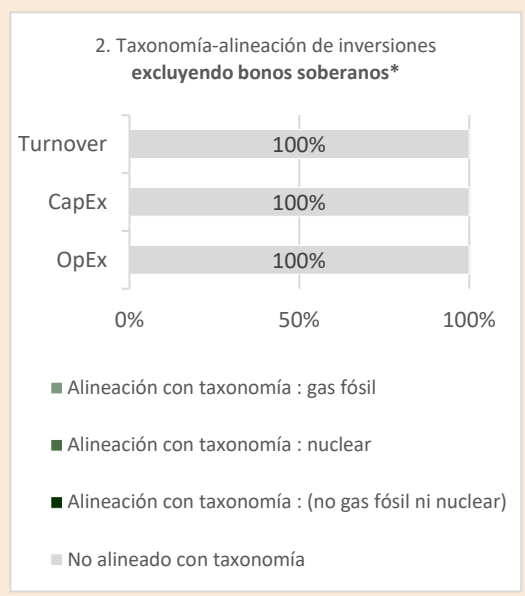 2. Taxonomía-alineación de inversiones
excluyendo bonos soberanos*
Turnover
100%
CapEx
100%
OpEx
100%
0%
50%
100%
Alineación con taxonomía : gas fósil
Alineación con taxonomía : nuclear
Alineación con taxonomía : (no gas fósil ni nuclear)
No alineado con taxonomía